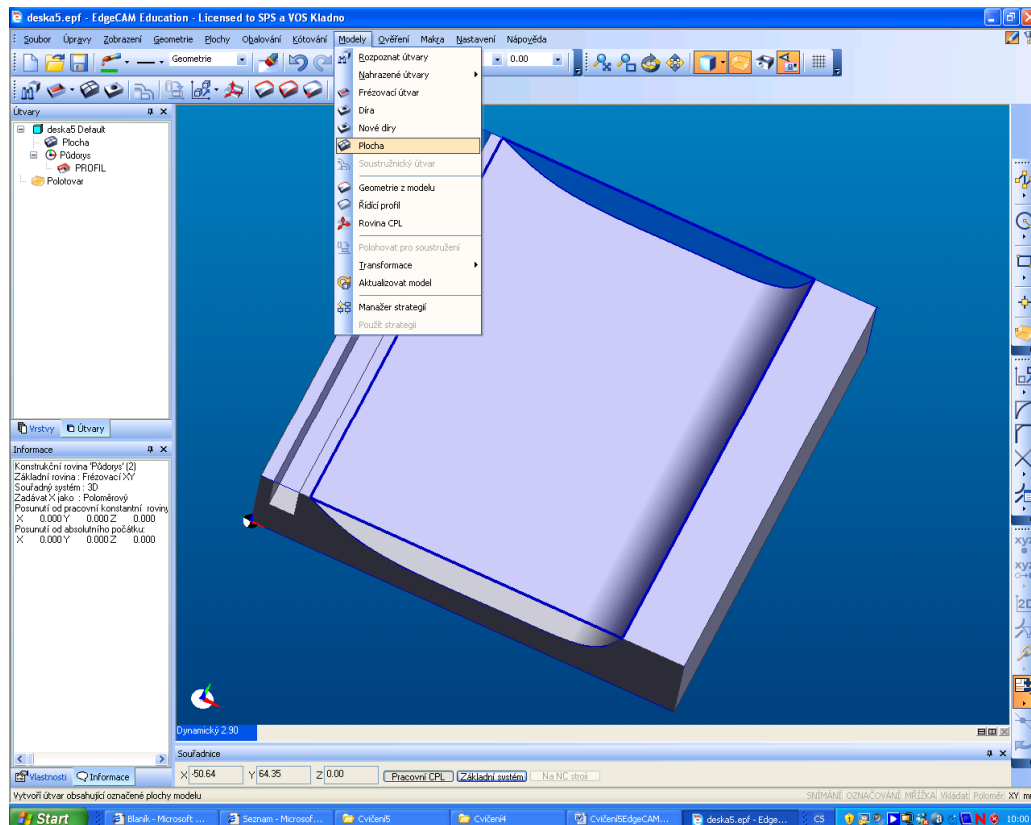 deska5.epf - EdgeCAM Education - Licensed to SPS a VOS Kladno
Soubor Úpravy Zobrazení Geometrie Plochy Obalování Kótování Modely Ověření Makra Nastavení Nápověda
Geometrie 0.00
Útvary
deska5 Default
Plocha
Půdorys
PROFIL
Polotovar
Rozpoznat útvary
Nahrazené útvary
Frézovací útvar
Díra
Nové díry
Plocha
Soustružnický útvar
Geometrie z modelu
Řídící profil
Rovina CPL
Polohovat pro soustružení
Transformace
Aktualizovat model
Manažer strategií
Použít strategii
Vrstvy Útvary
Informace
Konstrukční rovina 'Půdorys' (2)
Základní rovina : Frézovací XY
Souřadný systém : 3D
Zadávat X jako : Poloměrový
Posunutí od pracovní konstantní roviny
X 0.000 Y 0.000 Z 0.000
Posunutí od absolutního počátku:
X 0.000 Y 0.000 Z 0.000
Dynamický 2.90
Souřadnice
X -50.64 Y 64.35 Z 0.00 Pracovní CPL Základní systém Na NC stroji
Vlastnosti Informace
Vytvoří útvar obsahující označené plochy modelu
SNÍMÁNÍ OZNAČOVÁNÍ MŘÍŽKA Vkládat Poloměr XY mm
Start Blaník - Microsoft ... Seznam - Microsof... Cvičení5 Cvičení4 Cvičení5EdgeCAM... deska5.epf - Edge... CS 10:00